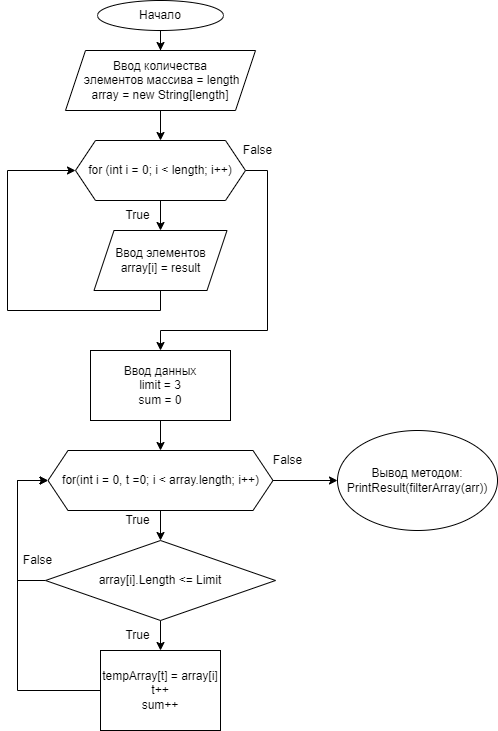 Начало
Ввод количества
элементов массива = length
array = new String[length]
False
for (int i = 0; i < length; i++)
True
Ввод элементов
array[i] = result
Ввод данных
limit = 3
sum = 0
False
for(int i = 0, t =0; i < array.length; i++)
Вывод методом:
PrintResult(filterArray(arr))
True
False
array[i].Length <= Limit
True
tempArray[t] = array[i]
t++
sum++